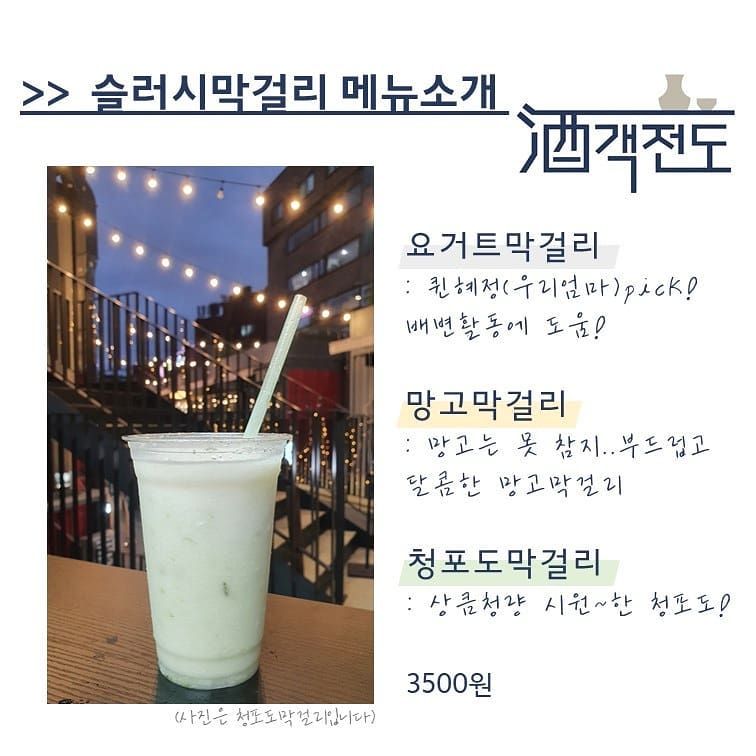 >> 슬러시막걸리 메뉴소개
酒객전도
요거트막걸리
: 퀸혜정(우리엄마)pick!
배변활동에 도움!
망고막걸리
: 망고는 못 참지..부드럽고
달콤한 망고막걸리
청포도막걸리
: 상큼청량 시원~한 청포도!
3500원
(사진은 청포도막걸리입니다)